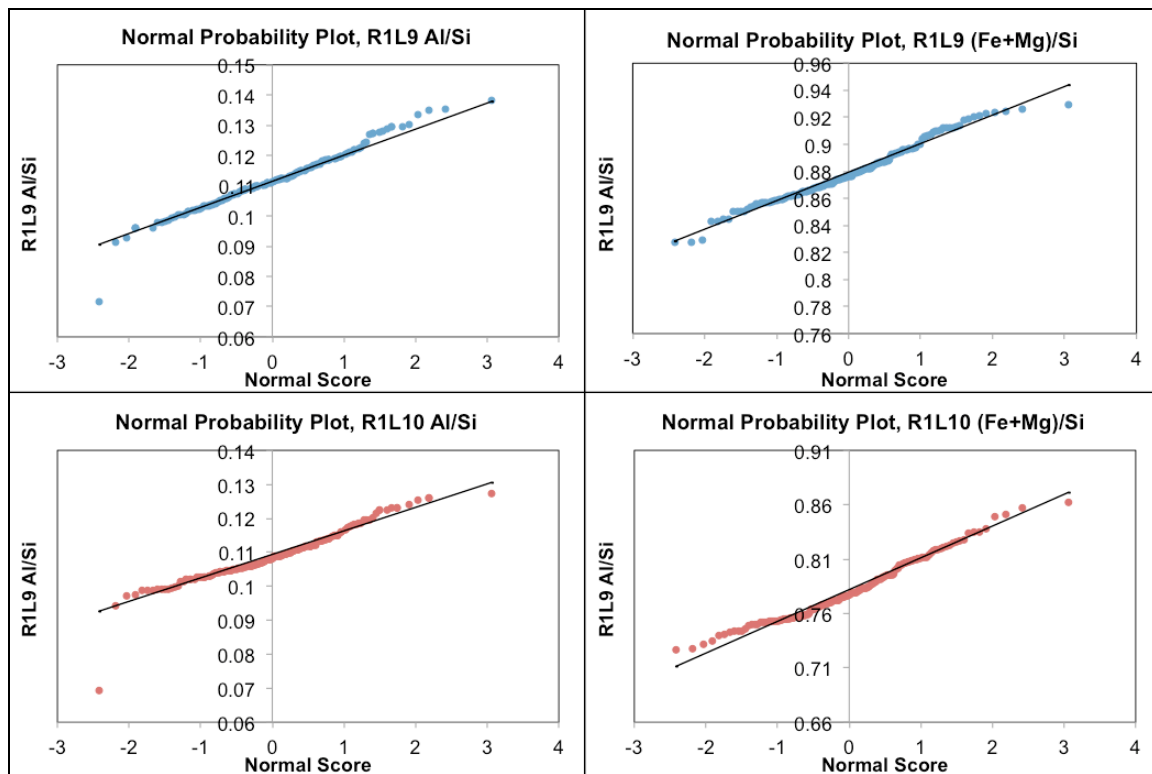 Normal Probability Plot, R1L9 Al/Si
R1L9 Al/Si
0.15
0.14
0.13
0.12
0.11
0.1
0.09
0.08
0.07
0.06
-3 -2 -1 0 1 2 3 4
Normal Score
Normal Probability Plot, R1L9 (Fe+Mg)/Si
R1L9 Al/Si
0.96
0.94
0.92
0.9
0.88
0.86
0.84
0.82
0.8
0.78
0.76
-3 -2 -1 0 1 2 3 4
Normal Score
Normal Probability Plot, R1L10 Al/Si
R1L9 Al/Si
0.14
0.13
0.12
0.11
0.1
0.09
0.08
0.07
0.06
-3 -2 -1 0 1 2 3 4
Normal Score
Normal Probability Plot, R1L10 (Fe+Mg)/Si
R1L9 Al/Si
0.91
0.86
0.81
0.76
0.71
0.66
-3 -2 -1 0 1 2 3 4
Normal Score